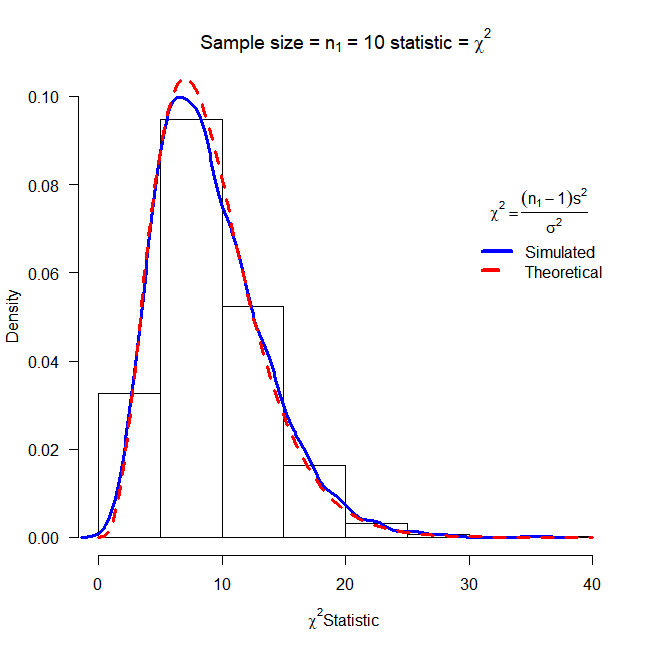 Sample size = n₁ = 10 statistic = χ²
0.10
0.08
0.06
0.04
0.02
0.00
Density
χ² = (n₁ − 1)s² / σ²
Simulated
Theoretical
0 10 20 30 40
χ²Statistic